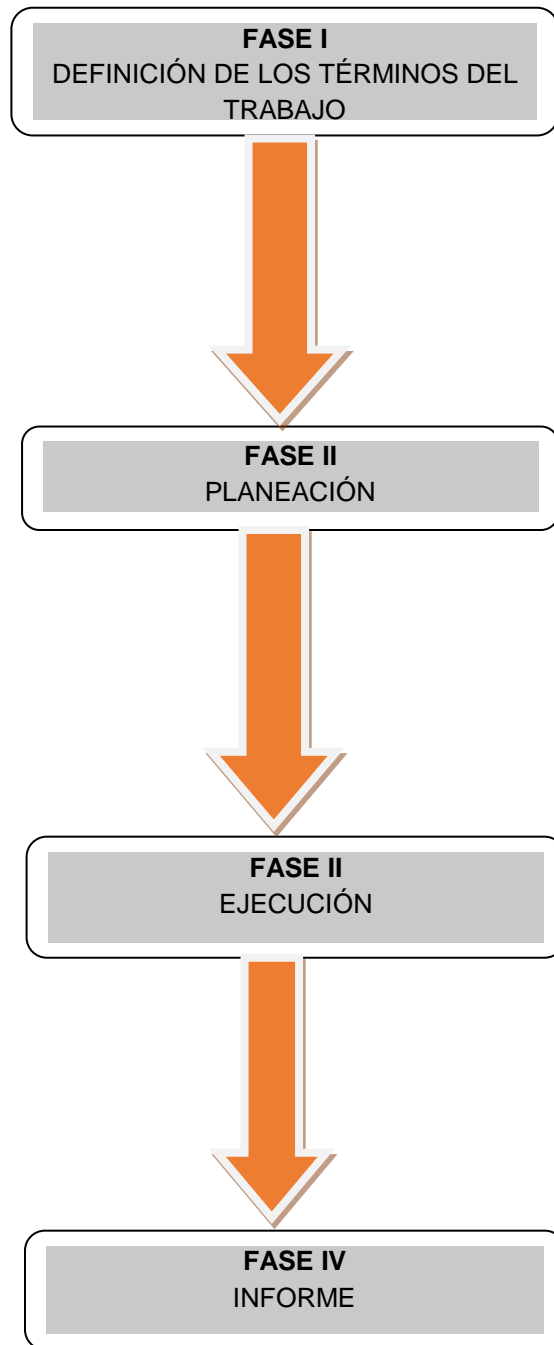 FASE I
DEFINICIÓN DE LOS TÉRMINOS DEL
TRABAJO
FASE II
PLANEACIÓN
FASE II
EJECUCIÓN
FASE IV
INFORME